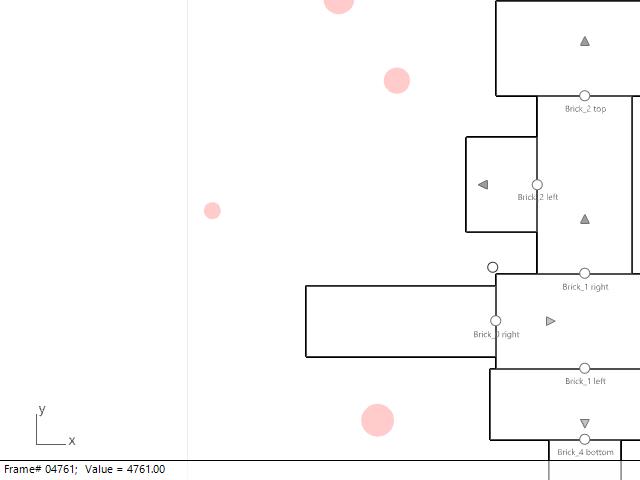 Brick_2 top
Brick_2 left
Brick_1 right
Brick_0 right
Brick_1 left
y
x
Brick_4 bottom
Frame# 04761; Value = 4761.00